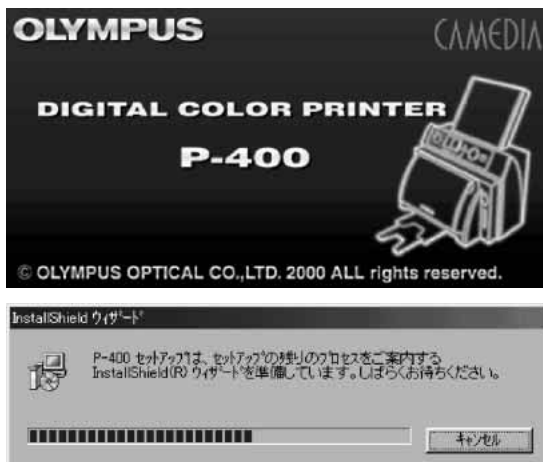 OLYMPUS CAMEDIA
DIGITAL COLOR PRINTER
P-400
© OLYMPUS OPTICAL CO.,LTD. 2000 ALL rights reserved.
InstallShield ウィザード
P-400 セットアップは、セットアップの残りのプロセスをご案内する
InstallShield(R) ウィザードを準備しています。しばらくお待ちください。
キャンセル